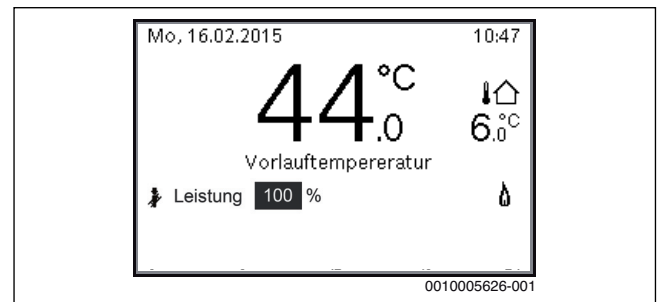 Mo, 16.02.2015 10:47
44.0 °C
6.0 °C
Vorlauftempereratur
Leistung 100 %
0010005626-001